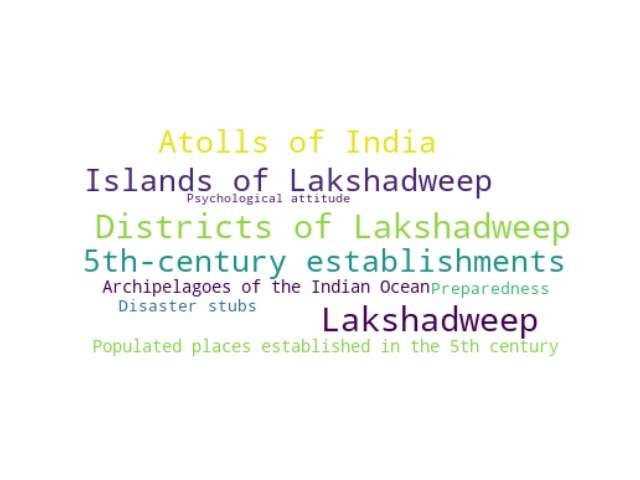 Atolls of India
Islands of Lakshadweep
Psychological attitude
Districts of Lakshadweep
5th-century establishments
Archipelagoes of the Indian Ocean
Preparedness
Disaster stubs
Lakshadweep
Populated places established in the 5th century